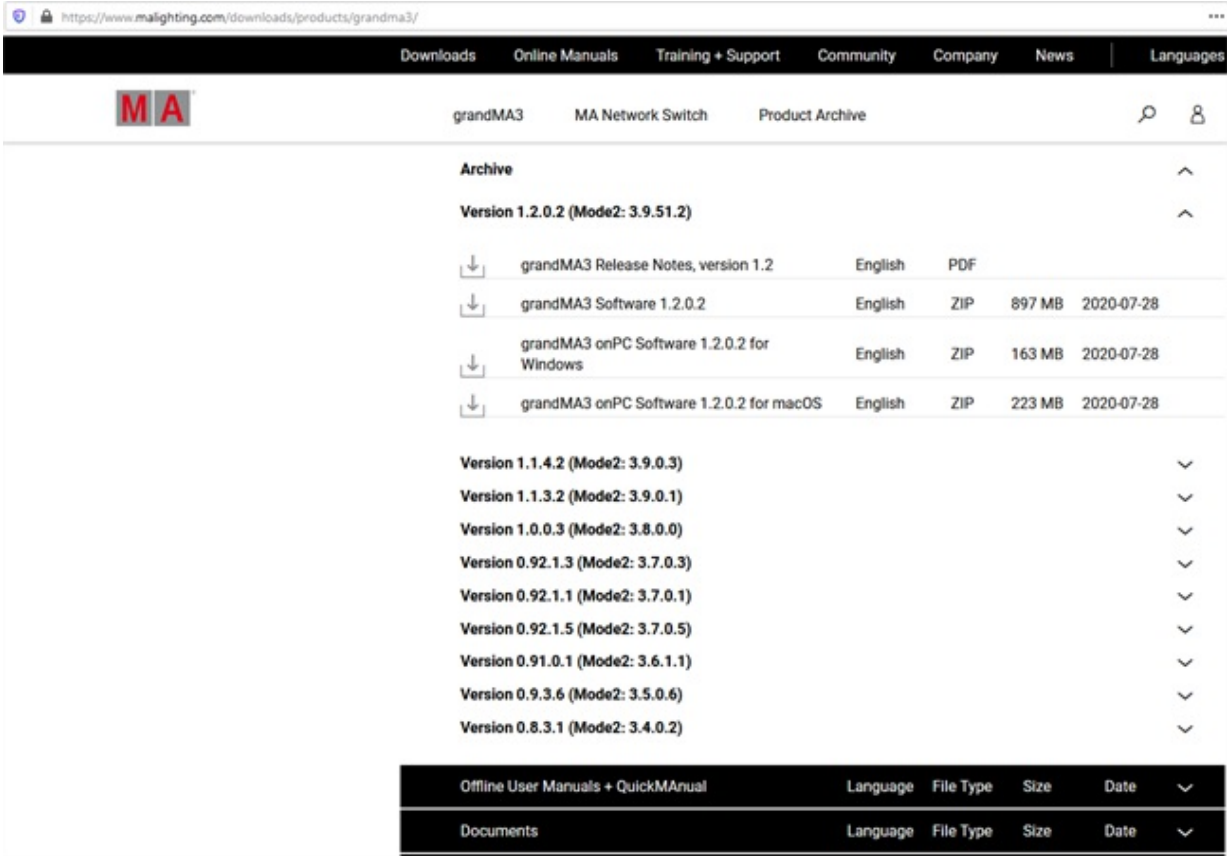 https://www.malighting.com/downloads/products/grandma3/
Downloads Online Manuals Training + Support Community Company News Languages
MA grandMA3 MA Network Switch Product Archive
Archive
Version 1.2.0.2 (Mode2: 3.9.51.2)
grandMA3 Release Notes, version 1.2 English PDF
grandMA3 Software 1.2.0.2 English ZIP 897 MB 2020-07-28
grandMA3 onPC Software 1.2.0.2 for
Windows English ZIP 163 MB 2020-07-28
grandMA3 onPC Software 1.2.0.2 for macOS English ZIP 223 MB 2020-07-28
Version 1.1.4.2 (Mode2: 3.9.0.3)
Version 1.1.3.2 (Mode2: 3.9.0.1)
Version 1.0.0.3 (Mode2: 3.8.0.0)
Version 0.92.1.3 (Mode2: 3.7.0.3)
Version 0.92.1.1 (Mode2: 3.7.0.1)
Version 0.92.1.5 (Mode2: 3.7.0.5)
Version 0.91.0.1 (Mode2: 3.6.1.1)
Version 0.9.3.6 (Mode2: 3.5.0.6)
Version 0.8.3.1 (Mode2: 3.4.0.2)
Offline User Manuals + QuickMAnual Language File Type Size Date
Documents Language File Type Size Date